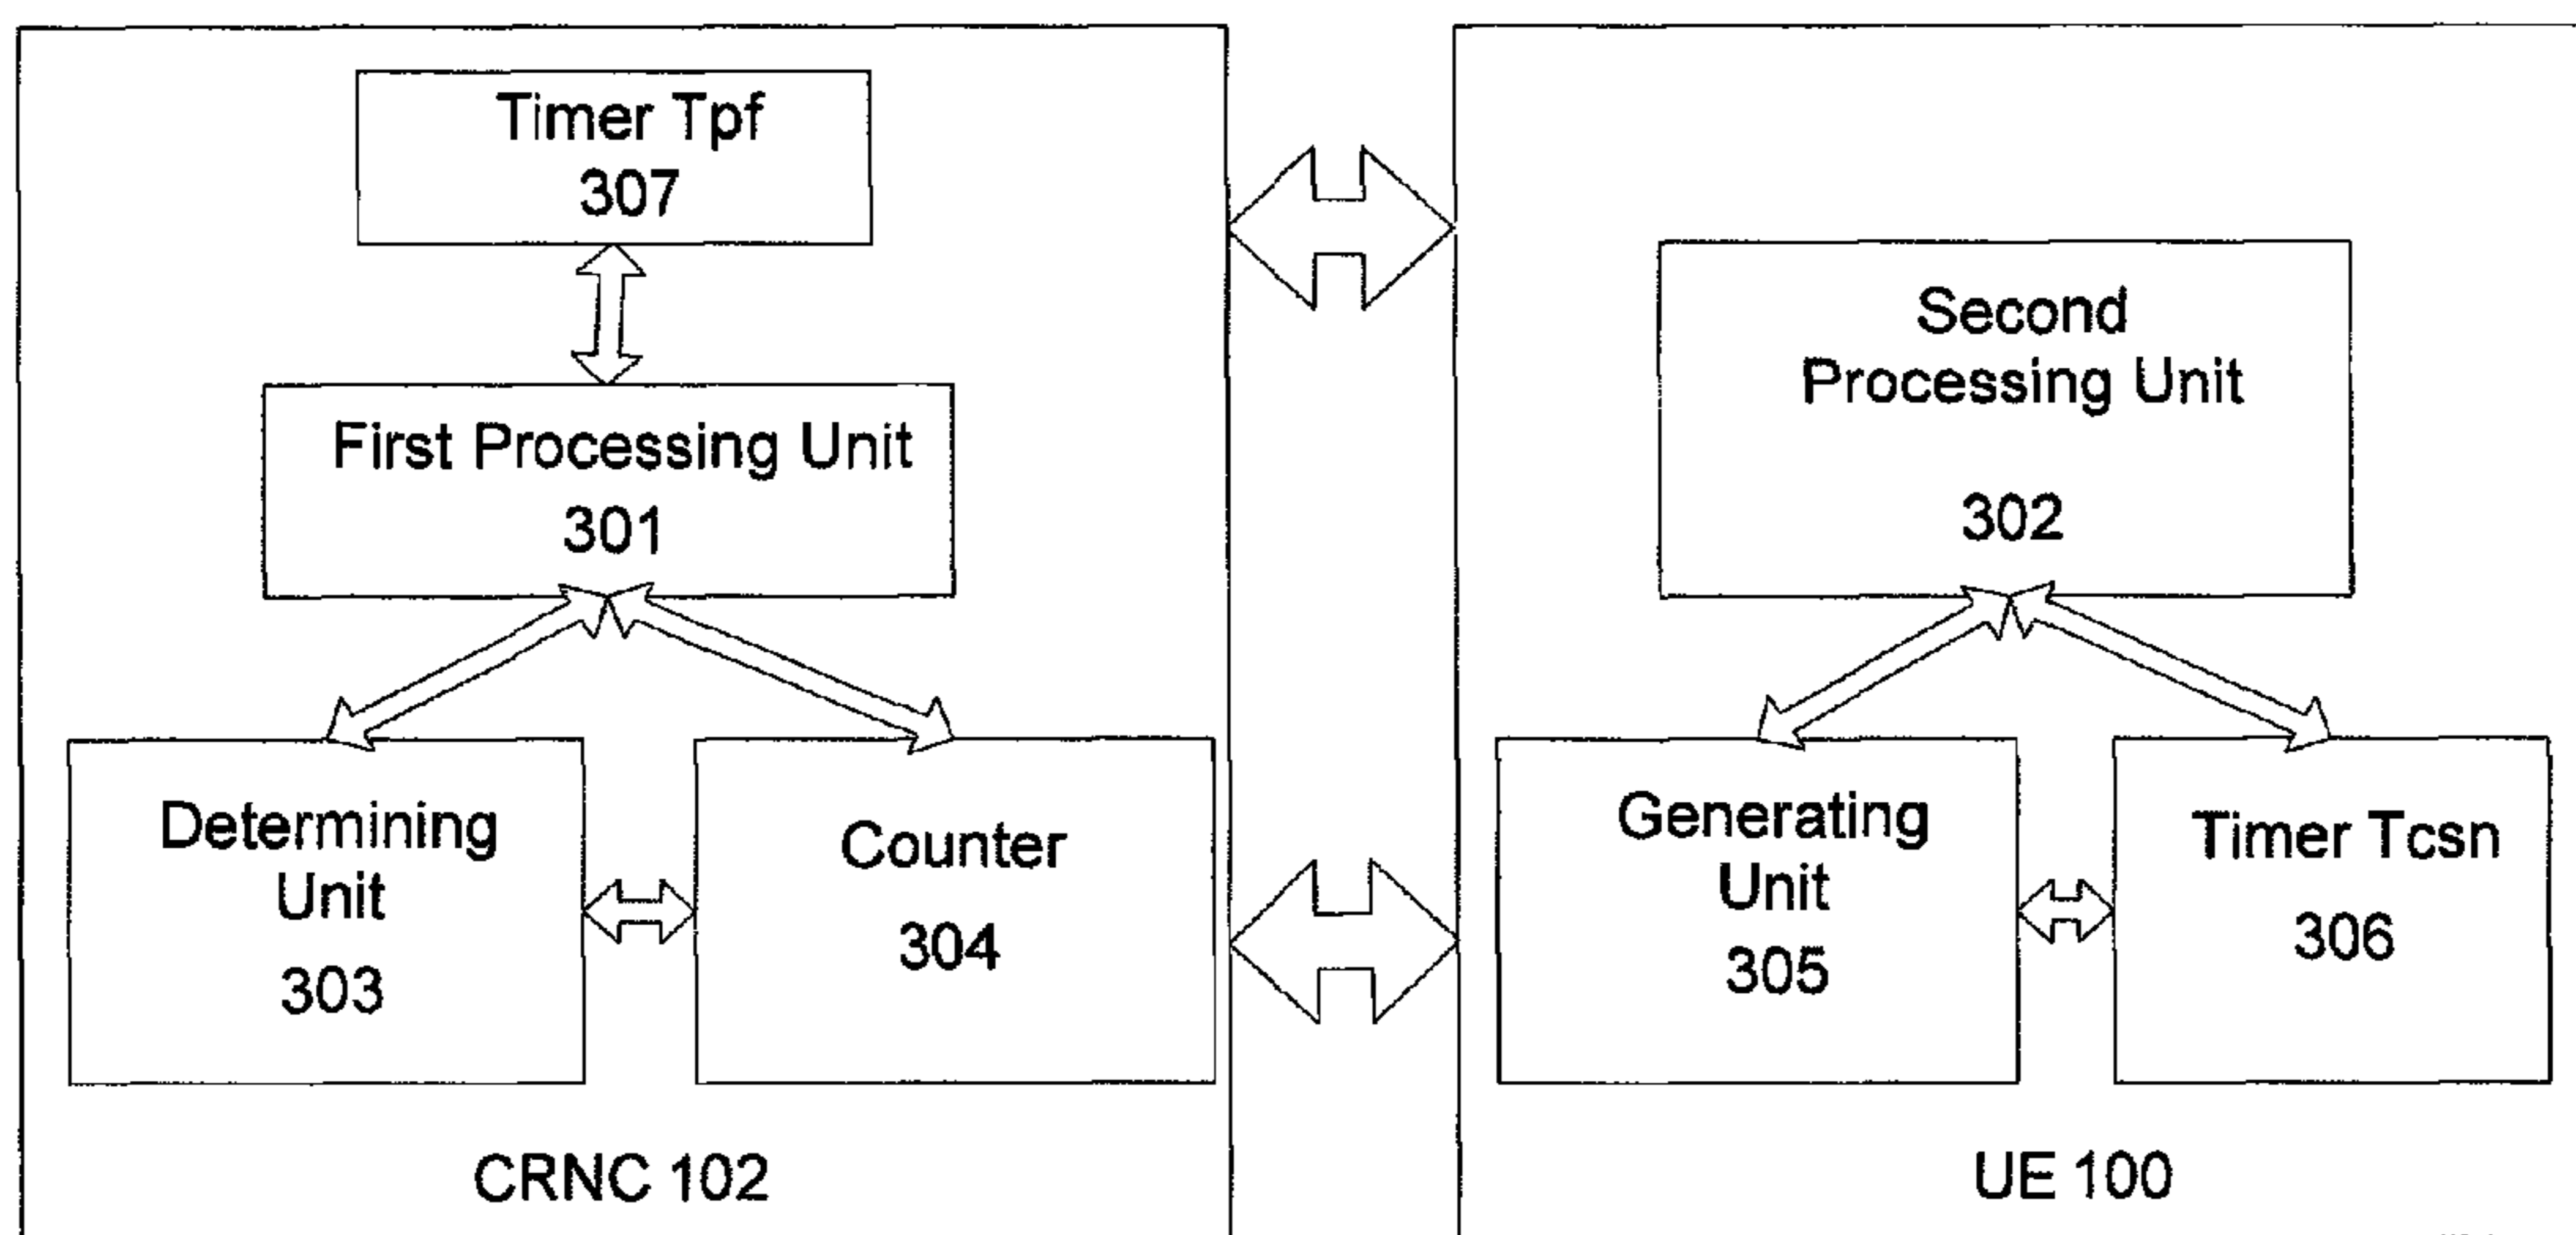 Timer Tpf
307
First Processing Unit
301
Determining
Unit
303
Counter
304
CRNC 102
Second
Processing Unit
302
Generating
Unit
305
Timer Tcsn
306
UE 100